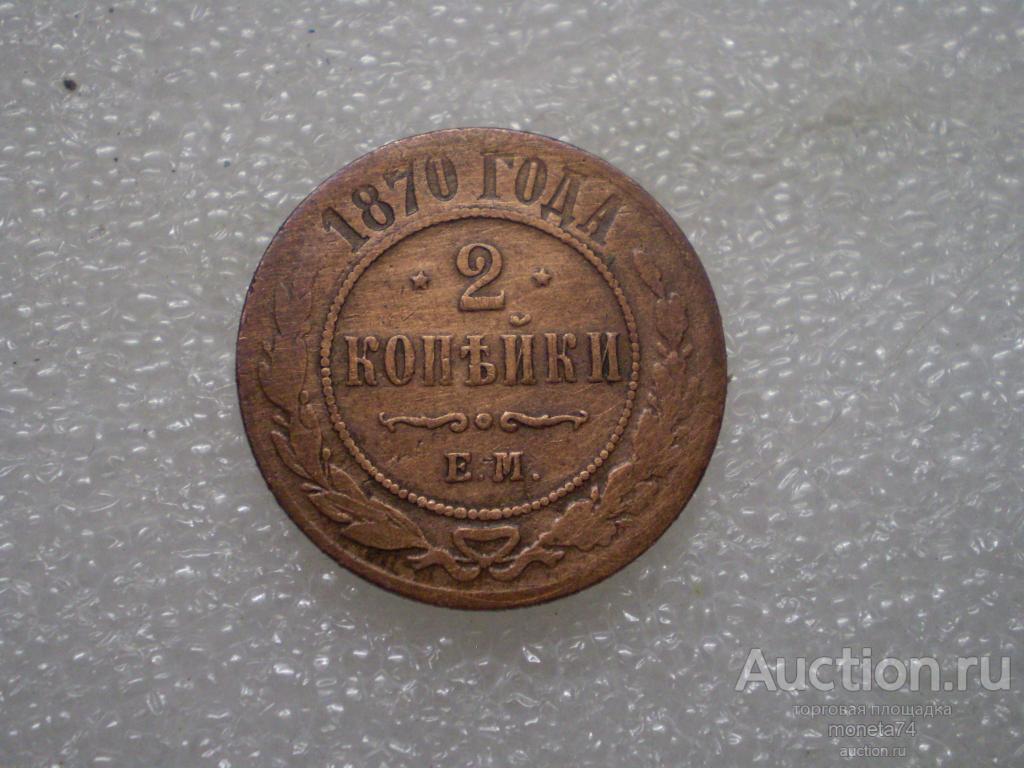 1870 ГОДА
2
КОПѢЙКИ
Е.М.
Auction.ru
торговая площадка
moneta74
auction.ru